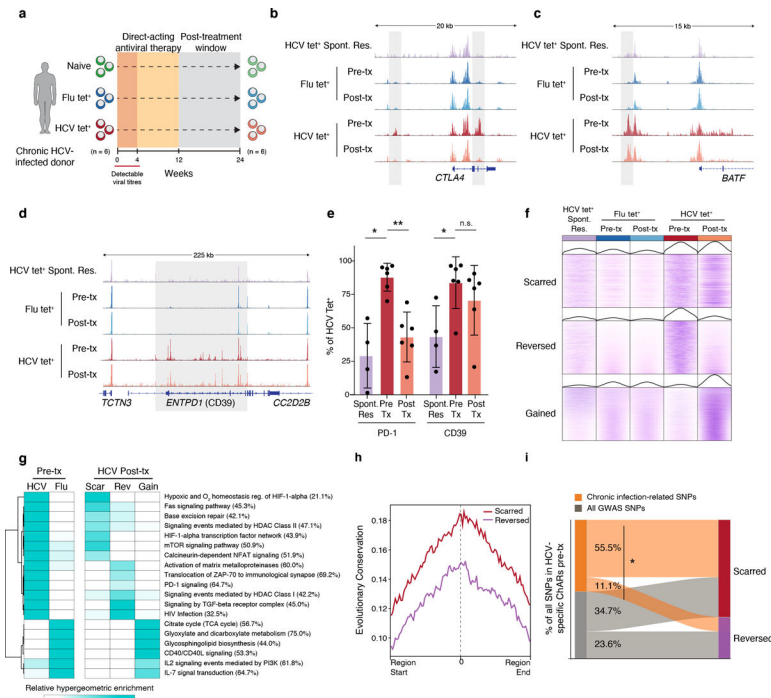 a
Direct-acting
antiviral therapy
Post-treatment
window
Naive
Flu tet⁺
HCV tet⁺
Chronic HCV-
infected donor
(n = 6)
(n = 6)
0
4
12
24
Detectable
viral titres
Weeks
b
20 kb
HCV tet⁺ Spont. Res.
Flu tet⁺
Pre-tx
Post-tx
HCV tet⁺
Pre-tx
Post-tx
CTLA4
c
15 kb
HCV tet⁺ Spont. Res.
Flu tet⁺
Pre-tx
Post-tx
HCV tet⁺
Pre-tx
Post-tx
BATF
d
225 kb
HCV tet⁺ Spont. Res.
Flu tet⁺
Pre-tx
Post-tx
HCV tet⁺
Pre-tx
Post-tx
TCTN3
ENTPD1 (CD39)
CC2D2B
e
% of HCV Tet⁺
100
75
50
25
0
*
**
*
n.s.
Spont. Pre Post Spont. Pre Post
Res Tx Tx Res Tx Tx
PD-1
CD39
f
HCV tet⁺
Spont.
Res.
Flu tet⁺
Pre-tx Post-tx
HCV tet⁺
Pre-tx Post-tx
Scarred
Reversed
Gained
g
Pre-tx
HCV Post-tx
HCV Flu
Scar Rev Gain
Hypoxic and O₂ homeostasis reg. of HIF-1-alpha (21.1%)
Fas signaling pathway (45.3%)
Base excision repair (42.1%)
Signaling events mediated by HDAC Class II (47.1%)
HIF-1-alpha transcription factor network (43.9%)
mTOR signaling pathway (50.9%)
Calcineurin-dependent NFAT signaling (51.9%)
Activation of matrix metalloproteinases (60.0%)
Translocation of ZAP-70 to immunological synapse (69.2%)
PD-1 signaling (64.7%)
Signaling events mediated by HDAC Class I (42.2%)
Signaling by TGF-beta receptor complex (45.0%)
HIV Infection (32.5%)
Citrate cycle (TCA cycle) (56.7%)
Glyoxylate and dicarboxylate metabolism (75.0%)
Glycosphingolipid biosynthesis (44.0%)
CD40/CD40L signaling (53.3%)
IL2 signaling events mediated by PI3K (61.8%)
IL-7 signal transduction (64.7%)
Relative hypergeometric enrichment
h
Evolutionary Conservation
0.18
0.16
0.14
0.12
0.10
Scarred
Reversed
Region
Start
0
Region
End
i
Chronic infection-related SNPs
All GWAS SNPs
% of all SNPs in HCV-
specific ChARs pre-tx
55.5%
11.1%
34.7%
23.6%
*
Scarred
Reversed